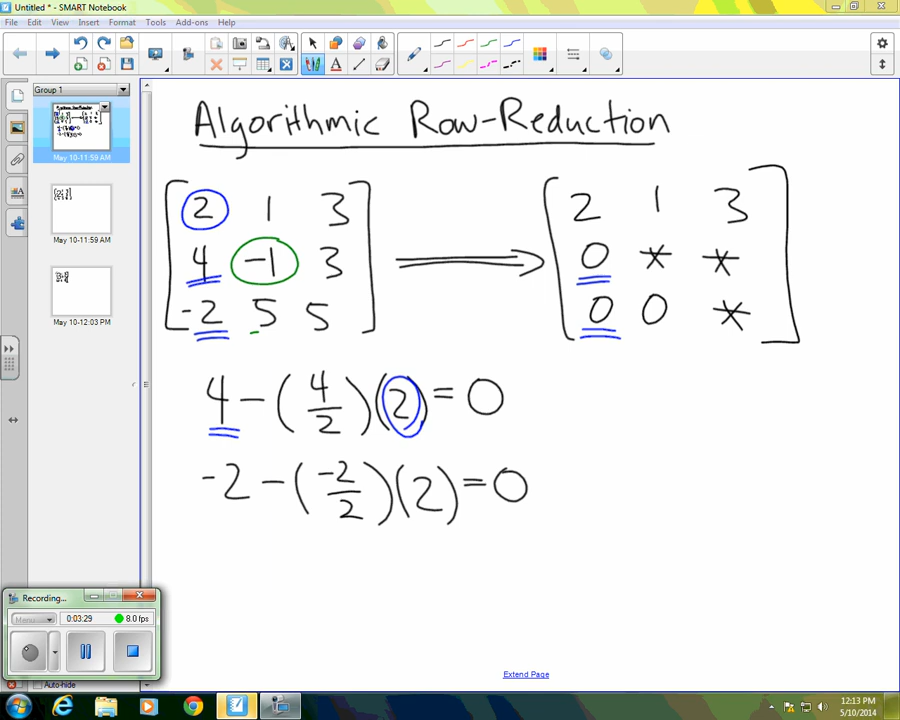 Untitled * - SMART Notebook
File Edit View Insert Format Tools Add-ons Help
Group 1
May 10-11:59 AM
May 10-11:59 AM
May 10-12:03 PM
Algorithmic Row-Reduction
2 1 3
4 -1 3
-2 5 5
2 1 3
0 * *
0 0 *
4 - (4/2)(2) = 0
-2 - (-2/2)(2) = 0
Extend Page
Recording...
Menu
0:03:29
8.0 fps
Auto-hide
12:13 PM
5/10/2014